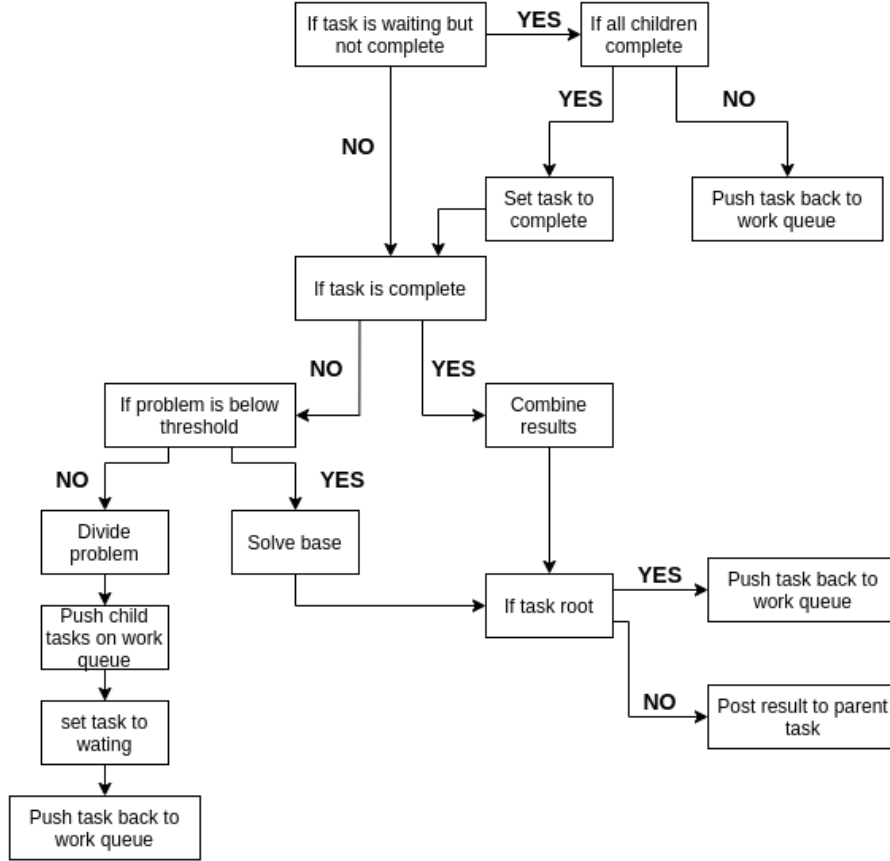 If task is waiting but
not complete
YES
If all children
complete
YES
NO
NO
Set task to
complete
Push task back to
work queue
If task is complete
NO
YES
If problem is below
threshold
Combine
results
NO
YES
Divide
problem
Solve base
If task root
YES
Push task back to
work queue
Push child
tasks on work
queue
NO
Post result to parent
task
set task to
wating
Push task back to
work queue